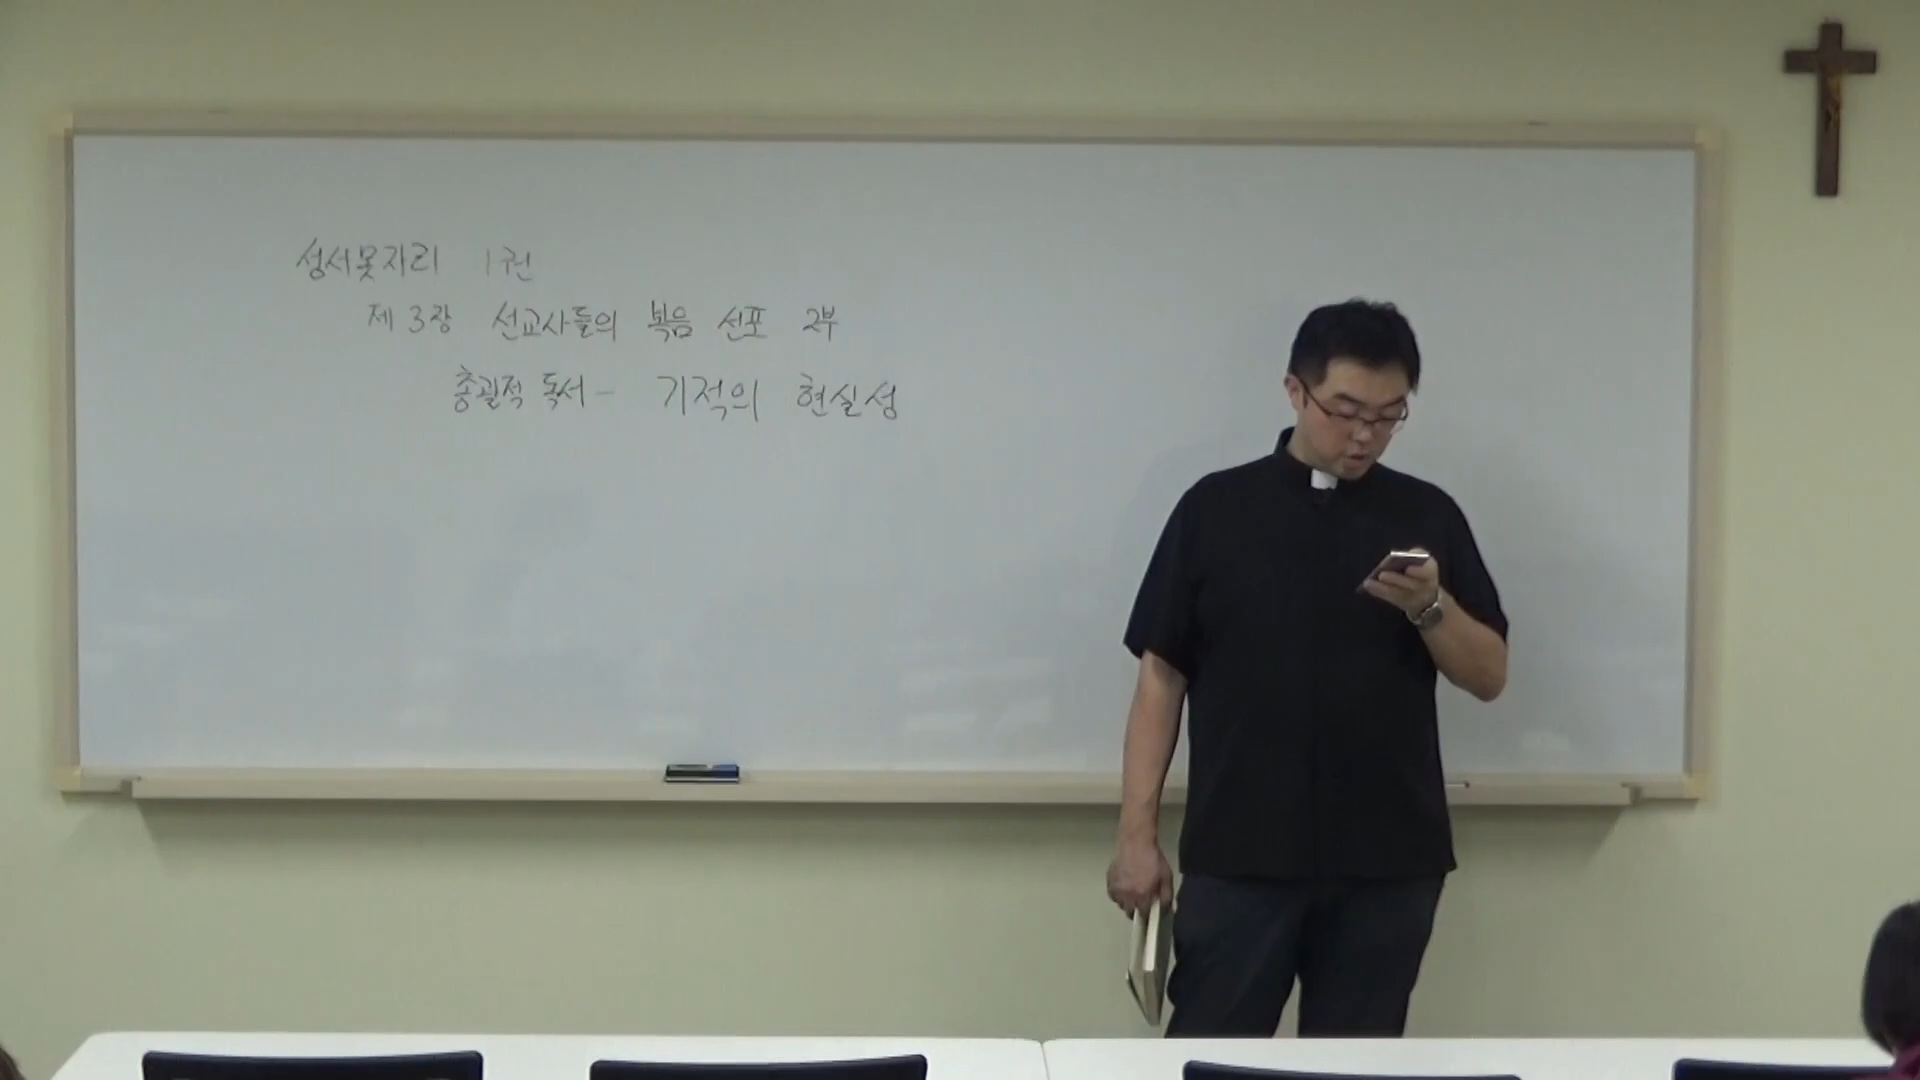 성서못자리 1권
제3장 선교사들의 복음 선포 2부
총괄적 독서 - 기적의 현실성